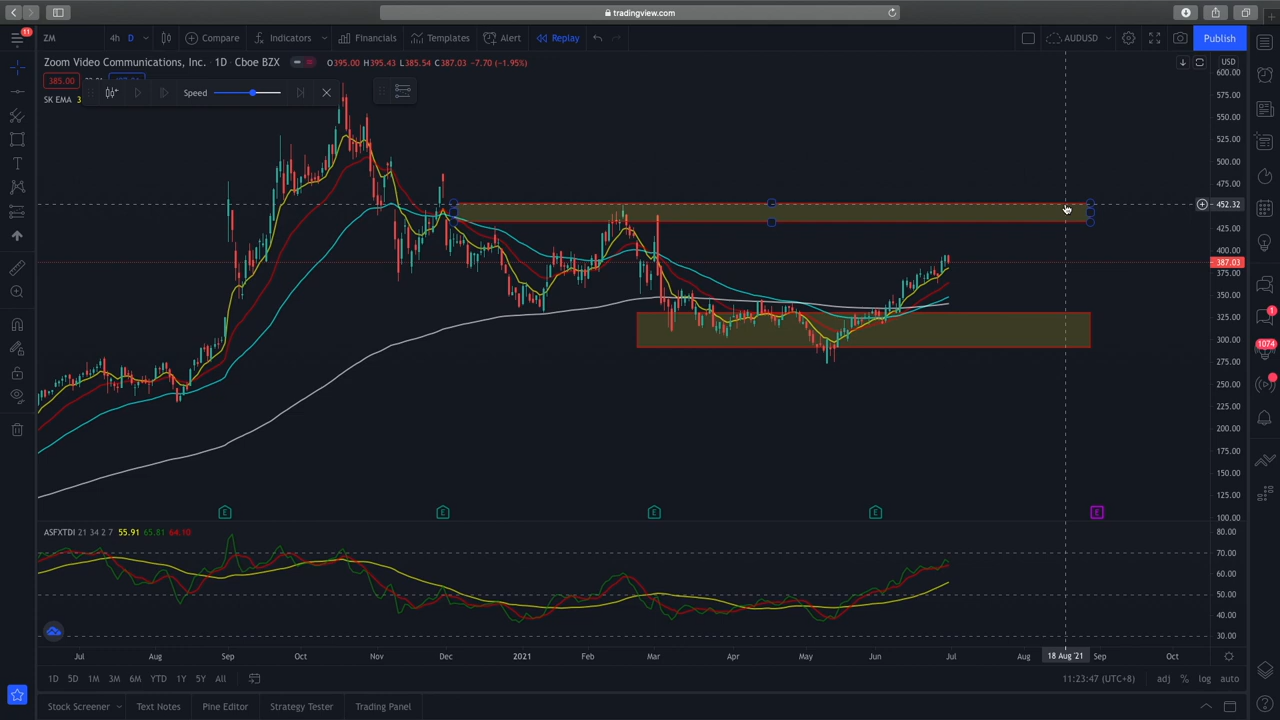 tradingview.com
11
ZM
4h
D
Compare
Indicators
Financials
Templates
Alert
Replay
AUDUSD
Publish
Zoom Video Communications, Inc. · 1D · Cboe BZX
O395.00 H395.43 L385.54 C387.03 -7.70 (-1.95%)
USD
385.00
Speed
SK EMA
600.00
575.00
550.00
525.00
500.00
475.00
452.32
425.00
400.00
387.03
375.00
350.00
325.00
300.00
275.00
250.00
225.00
200.00
175.00
150.00
125.00
100.00
1
1074
E
E
E
E
E
ASFXTDI 21 34 2 7 55.91 65.81 64.10
80.00
70.00
60.00
50.00
40.00
30.00
Jul
Aug
Sep
Oct
Nov
Dec
2021
Feb
Mar
Apr
May
Jun
Jul
Aug
18 Aug '21
Sep
Oct
1D
5D
1M
3M
6M
YTD
1Y
5Y
All
11:23:47 (UTC+8)
adj
%
log
auto
Stock Screener
Text Notes
Pine Editor
Strategy Tester
Trading Panel